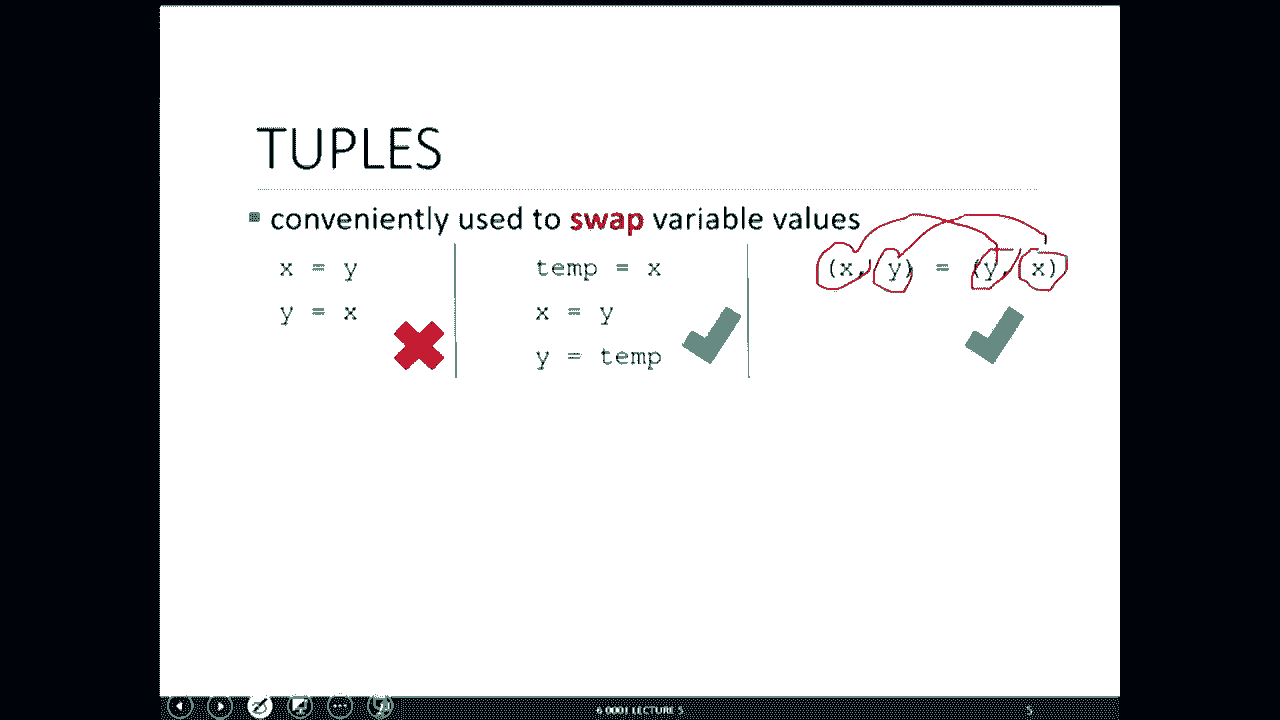 TUPLES
conveniently used to swap variable values
x = y
y = x
temp = x
x = y
y = temp
(x, y) = (y, x)
6.0001 LECTURE 5
5